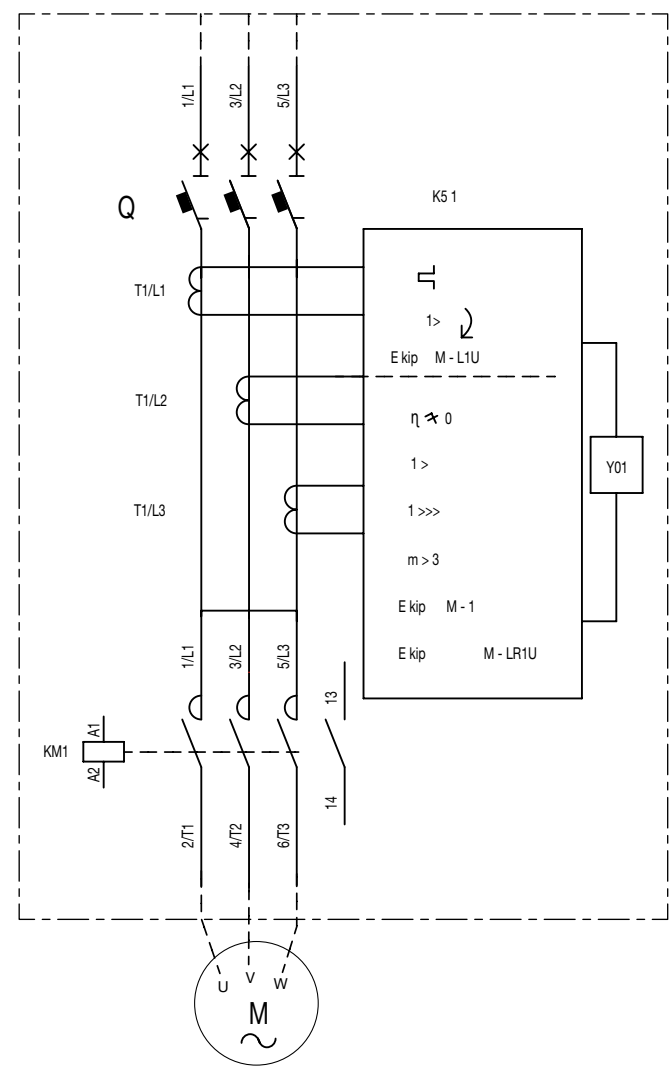 1/L1 3/L2 5/L3
Q
K5 1
T1/L1
1>
E kip M - L1U
T1/L2
η 0
1 >
Y01
T1/L3
1 >>>
m > 3
E kip M - 1
E kip M - LR1U
1/L1 3/L2 5/L3 13
KM1 A1 A2
14
2/T1 4/T2 6/T3
U V W
M